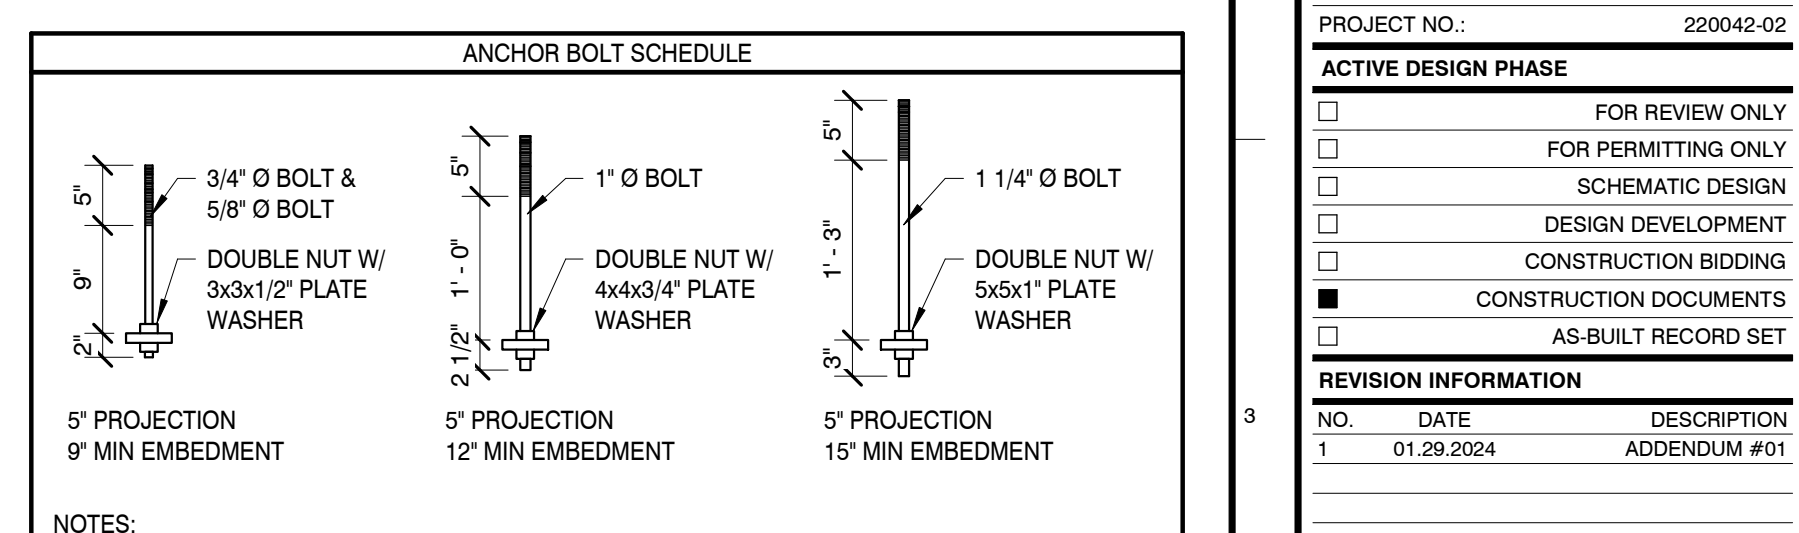 ANCHOR BOLT SCHEDULE
5"
9"
2"
3/4" Ø BOLT &
5/8" Ø BOLT
DOUBLE NUT W/
3x3x1/2" PLATE
WASHER
5" PROJECTION
9" MIN EMBEDMENT
5"
1' - 0"
2 1/2"
1" Ø BOLT
DOUBLE NUT W/
4x4x3/4" PLATE
WASHER
5" PROJECTION
12" MIN EMBEDMENT
5"
1' - 3"
3"
1 1/4" Ø BOLT
DOUBLE NUT W/
5x5x1" PLATE
WASHER
5" PROJECTION
15" MIN EMBEDMENT
NOTES:
3
PROJECT NO.: 220042-02
ACTIVE DESIGN PHASE
FOR REVIEW ONLY
FOR PERMITTING ONLY
SCHEMATIC DESIGN
DESIGN DEVELOPMENT
CONSTRUCTION BIDDING
CONSTRUCTION DOCUMENTS
AS-BUILT RECORD SET
REVISION INFORMATION
NO. DATE DESCRIPTION
1 01.29.2024 ADDENDUM #01